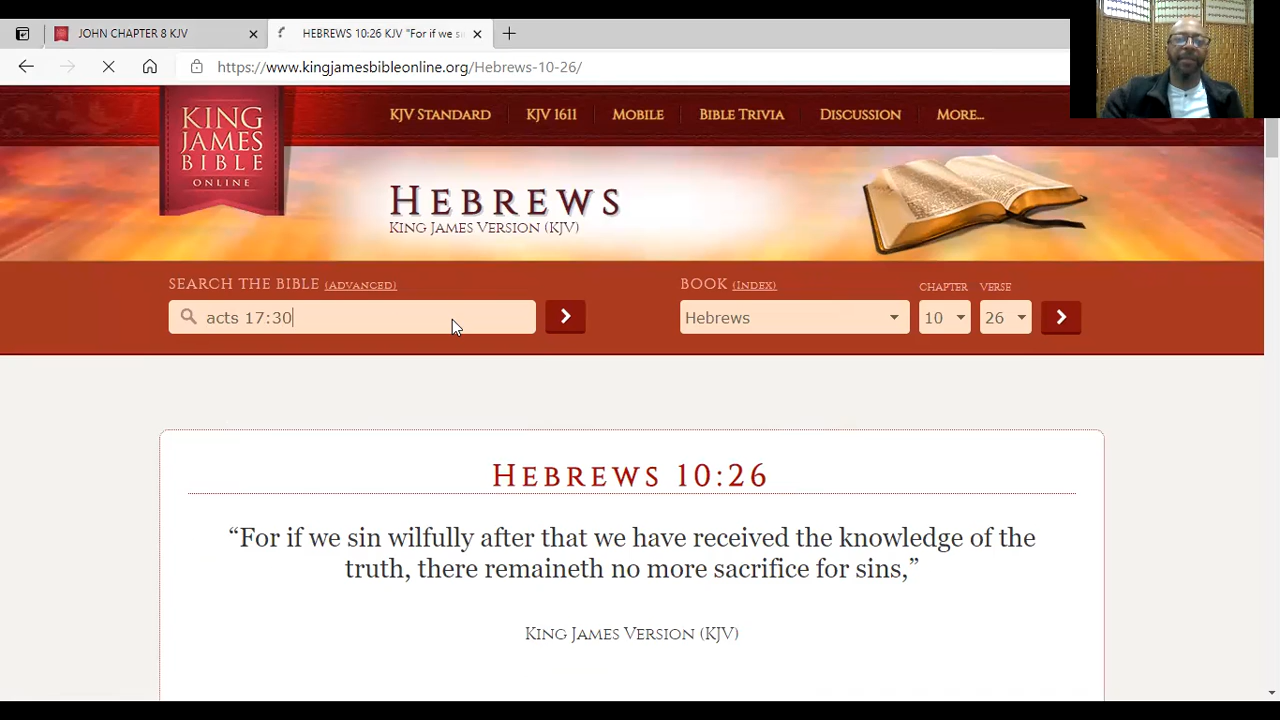 JOHN CHAPTER 8 KJV
HEBREWS 10:26 KJV "For if we si
https://www.kingjamesbibleonline.org/Hebrews-10-26/
KING
JAMES
BIBLE
ONLINE
KJV STANDARD
KJV 1611
MOBILE
BIBLE TRIVIA
DISCUSSION
MORE...
HEBREWS
KING JAMES VERSION (KJV)
SEARCH THE BIBLE (ADVANCED)
BOOK (INDEX)
CHAPTER
VERSE
acts 17:30
Hebrews
10
26
HEBREWS 10:26
“For if we sin wilfully after that we have received the knowledge of the
truth, there remaineth no more sacrifice for sins,”
KING JAMES VERSION (KJV)